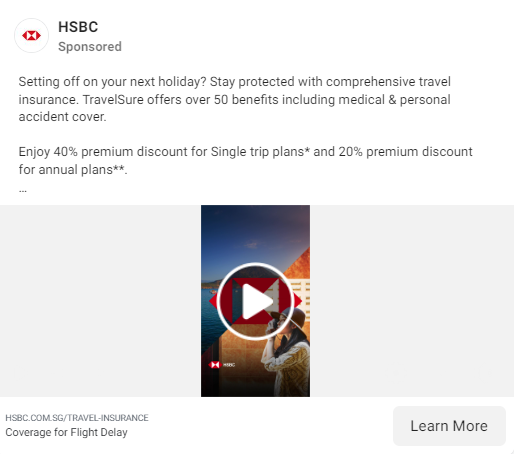 HSBC
Sponsored
Setting off on your next holiday? Stay protected with comprehensive travel
insurance. TravelSure offers over 50 benefits including medical & personal
accident cover.
Enjoy 40% premium discount for Single trip plans* and 20% premium discount
for annual plans**.
...
HSBC
HSBC.COM.SG/TRAVEL-INSURANCE
Coverage for Flight Delay
Learn More